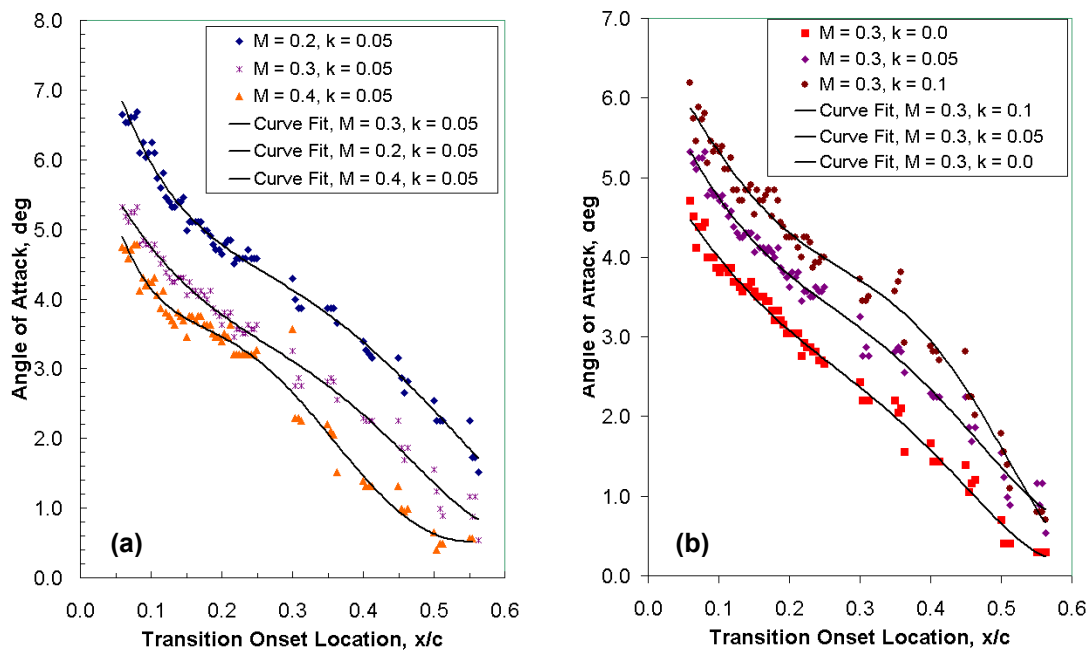 8.0
7.0
6.0
5.0
4.0
3.0
2.0
1.0
0.0
Angle of Attack, deg
M = 0.2, k = 0.05
M = 0.3, k = 0.05
M = 0.4, k = 0.05
Curve Fit, M = 0.3, k = 0.05
Curve Fit, M = 0.2, k = 0.05
Curve Fit, M = 0.4, k = 0.05
(a)
0.0 0.1 0.2 0.3 0.4 0.5 0.6
Transition Onset Location, x/c
7.0
6.0
5.0
4.0
3.0
2.0
1.0
0.0
Angle of Attack, deg
M = 0.3, k = 0.0
M = 0.3, k = 0.05
M = 0.3, k = 0.1
Curve Fit, M = 0.3, k = 0.1
Curve Fit, M = 0.3, k = 0.05
Curve Fit, M = 0.3, k = 0.0
(b)
0.0 0.1 0.2 0.3 0.4 0.5 0.6
Transition Onset Location, x/c